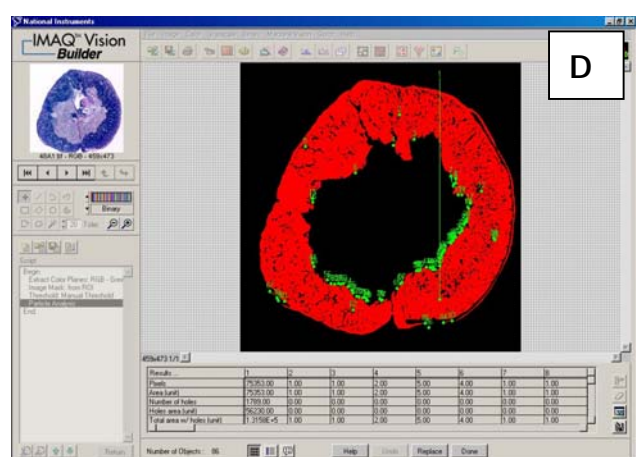 National Instruments
IMAQ™ Vision
Builder
D
40A1.tif - RGB - 459x473
Binary
Script
Begin
Extract Color Planes: RGB - Green
Image Mask: from ROI
Threshold: Manual Threshold
Particle Analysis
End
Return
459x473 1/1
Results... 1 2 3 4 5 6 7 8
Pixels 75353.00 1.00 1.00 2.00 5.00 4.00 1.00 1.00
Area (unit) 75353.00 1.00 1.00 2.00 5.00 4.00 1.00 1.00
Number of holes 1789.00 0.00 0.00 0.00 0.00 0.00 0.00 0.00
Holes area (unit) 56230.00 0.00 0.00 0.00 0.00 0.00 0.00 0.00
Total area w/ holes (unit) 1.3158E+5 1.00 1.00 2.00 5.00 4.00 1.00 1.00
Number of Objects : 86. Help Undo Replace Done